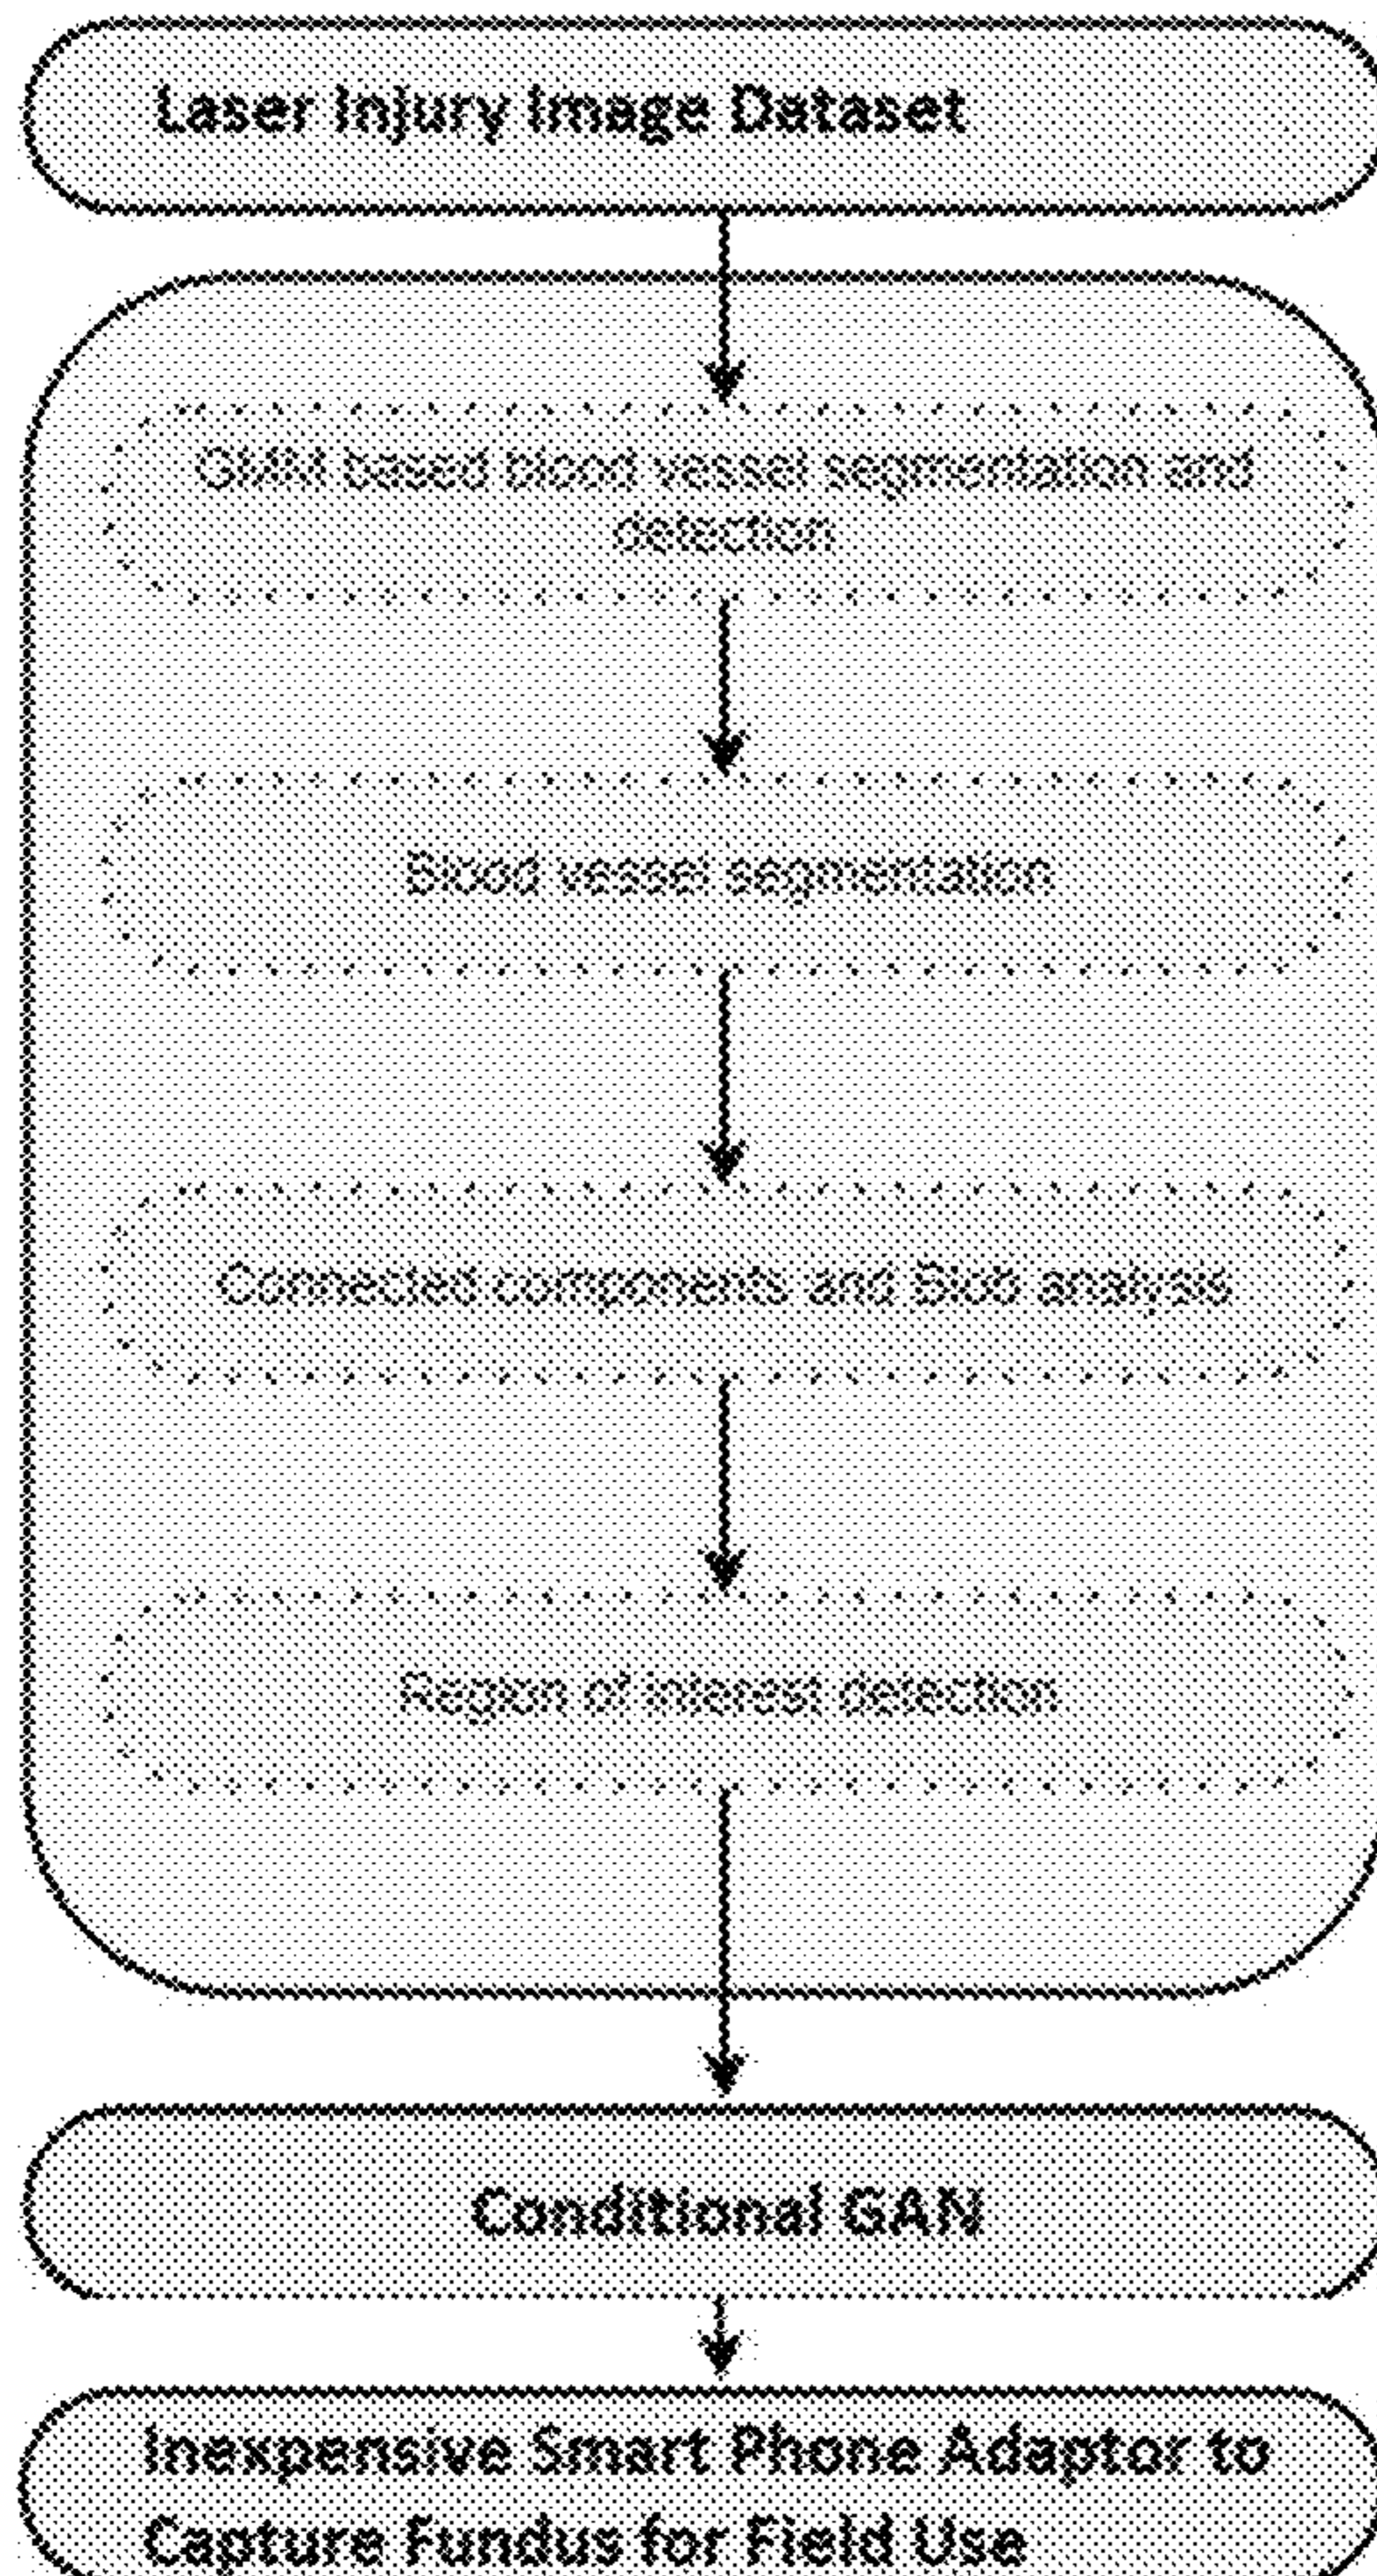 Laser Injury Image Dataset
GMM based blood vessel segmentation and
detection
Blood vessel segmentation
Connected components and Blob analysis
Region of interest detection
Conditional GAN
Inexpensive Smart Phone Adaptor to
Capture Fundus for Field Use